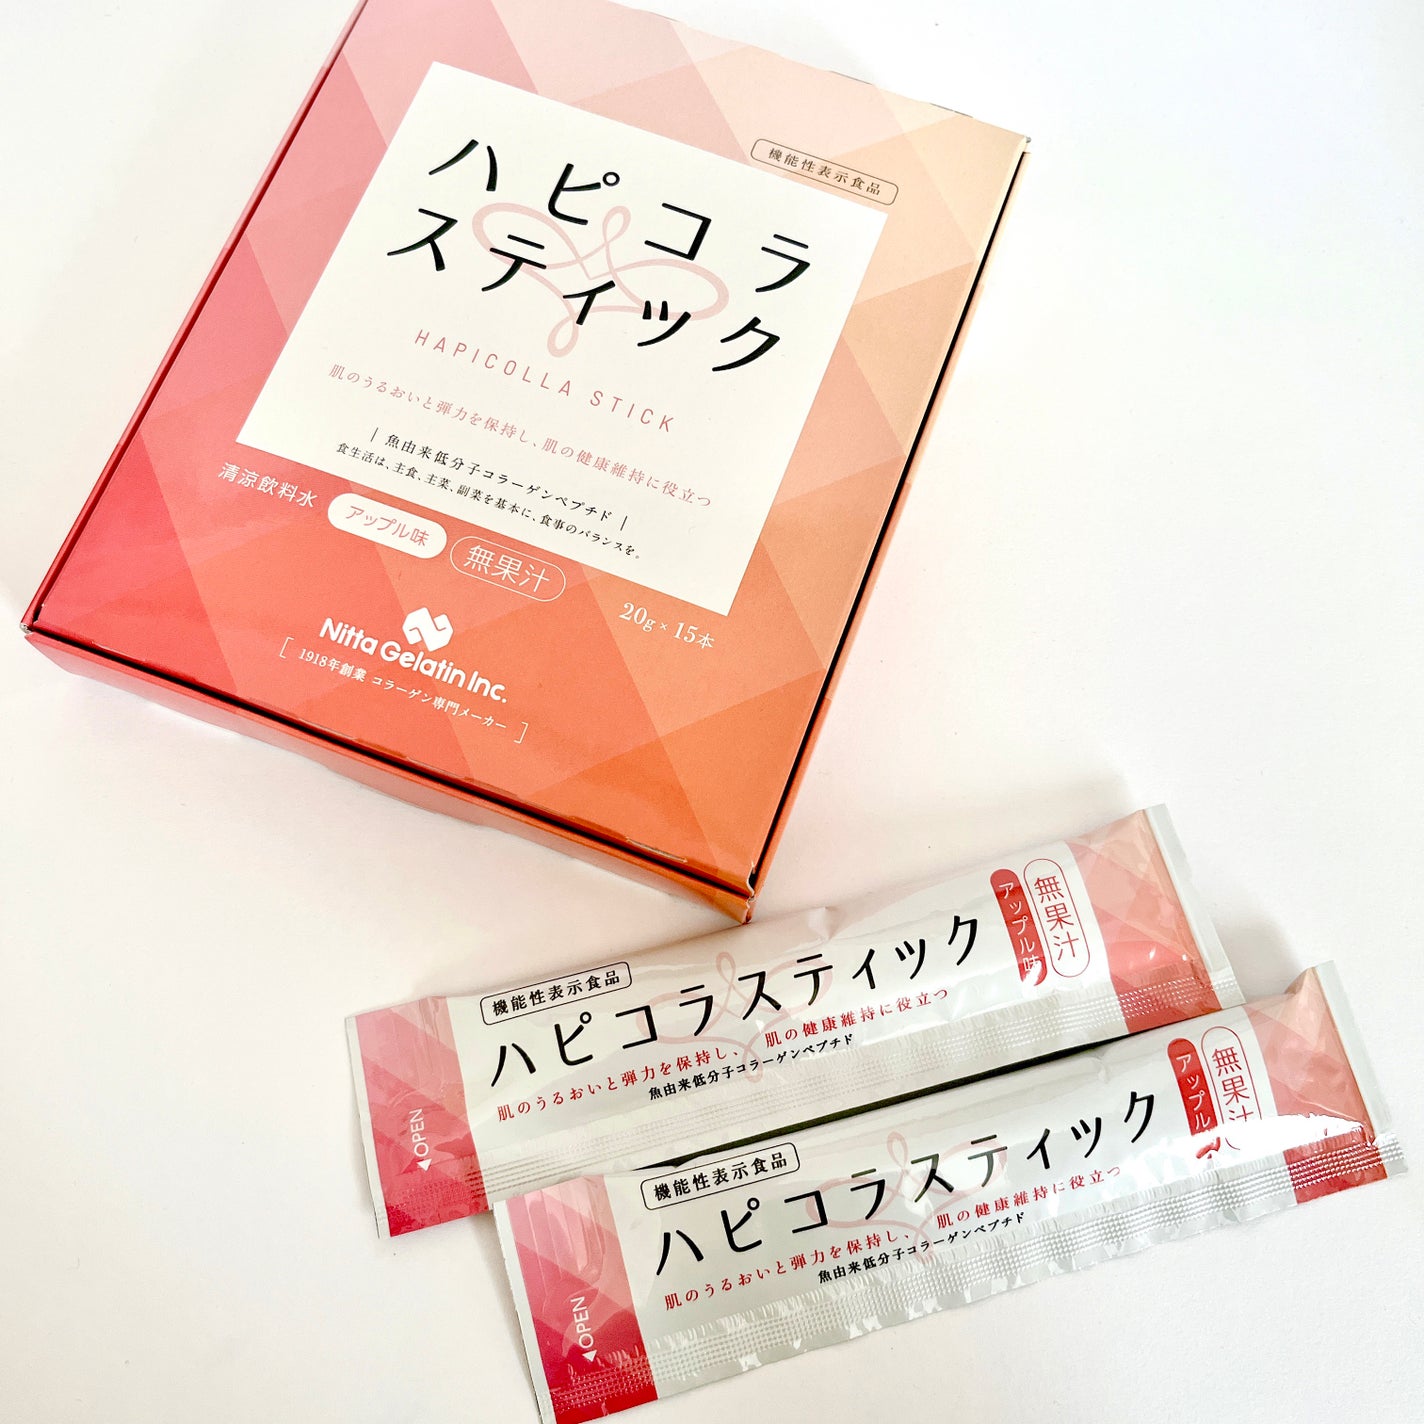 機能性表示食品
ハピコラ
スティック
HAPICOLLA STICK
肌のうるおいと弾力を保持し、肌の健康維持に役立つ
| 魚由来低分子コラーゲンペプチド |
食生活は、主食、主菜、副菜を基本に、食事のバランスを。
清涼飲料水 アップル味 無果汁
20g×15本
Nitta Gelatin Inc.
[ 1918年創業 コラーゲン専門メーカー ]
機能性表示食品
ハピコラスティック
肌のうるおいと弾力を保持し、肌の健康維持に役立つ
魚由来低分子コラーゲンペプチド
アップル味
無果汁
◀OPEN
機能性表示食品
ハピコラスティック
肌のうるおいと弾力を保持し、肌の健康維持に役立つ
魚由来低分子コラーゲンペプチド
アップル
無果汁
◀OPEN